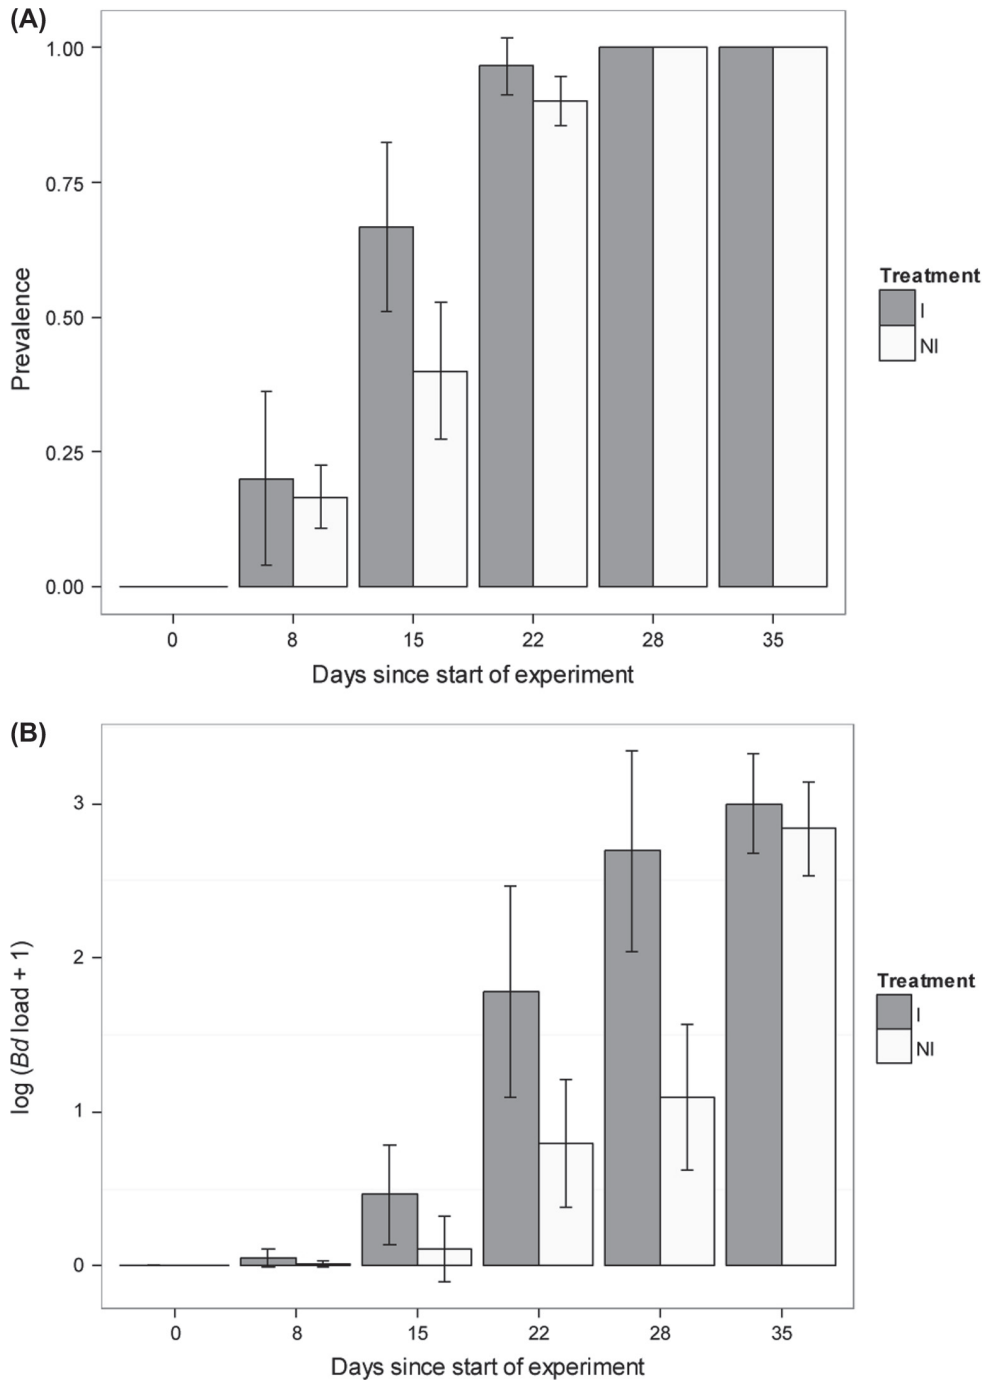 (A)
1.00
0.75
0.50
0.25
0.00
Prevalence
0 8 15 22 28 35
Days since start of experiment
Treatment
I
NI
(B)
3
2
1
0
log (Bd load + 1)
0 8 15 22 28 35
Days since start of experiment
Treatment
I
NI